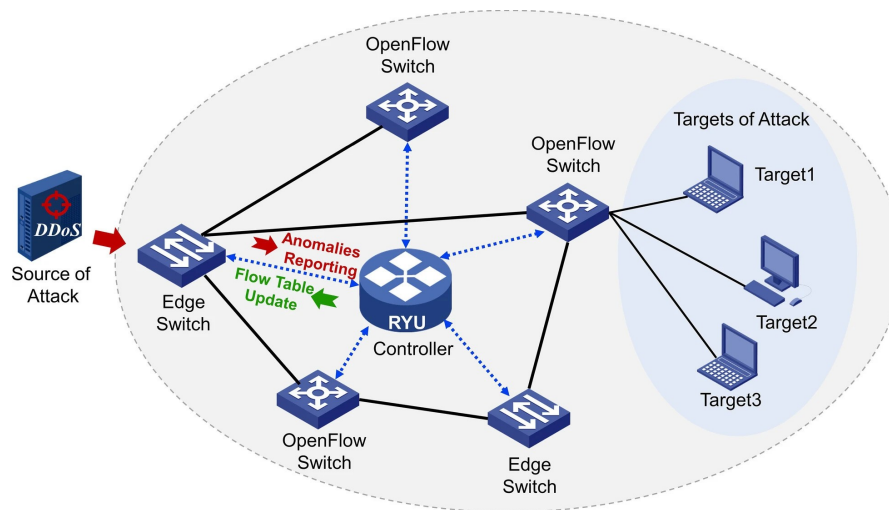 OpenFlow
Switch
OpenFlow
Switch
Targets of Attack
Target1
DDoS
Source of
Attack
Edge
Switch
Anomalies
Reporting
Flow Table
Update
RYU
Controller
Target2
Target3
OpenFlow
Switch
Edge
Switch